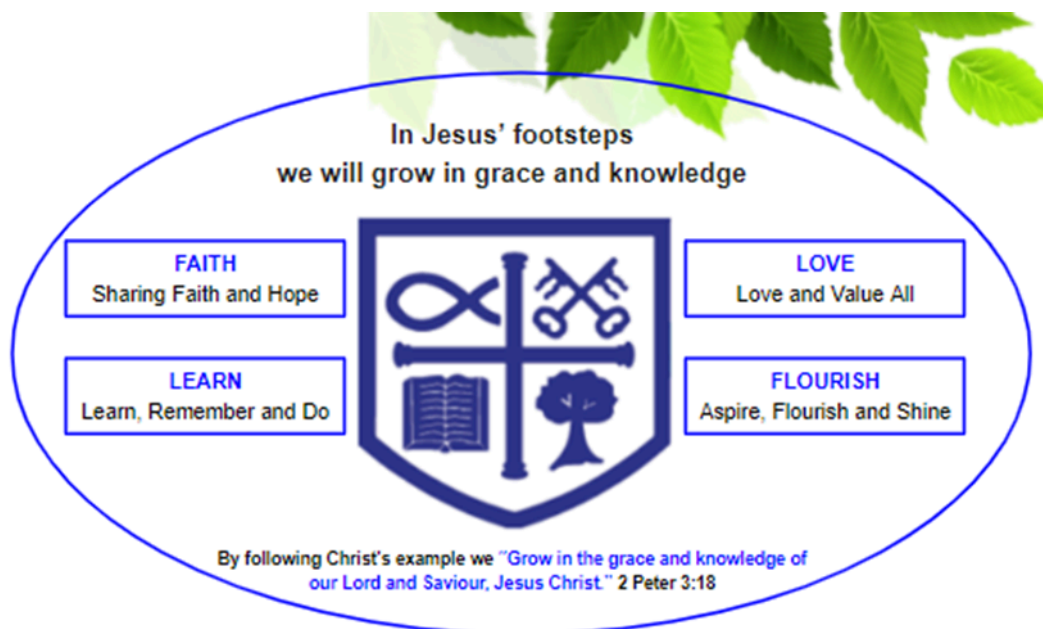 In Jesus’ footsteps
we will grow in grace and knowledge
FAITH
Sharing Faith and Hope
LOVE
Love and Value All
LEARN
Learn, Remember and Do
FLOURISH
Aspire, Flourish and Shine
By following Christ's example we "Grow in the grace and knowledge of
our Lord and Saviour, Jesus Christ." 2 Peter 3:18